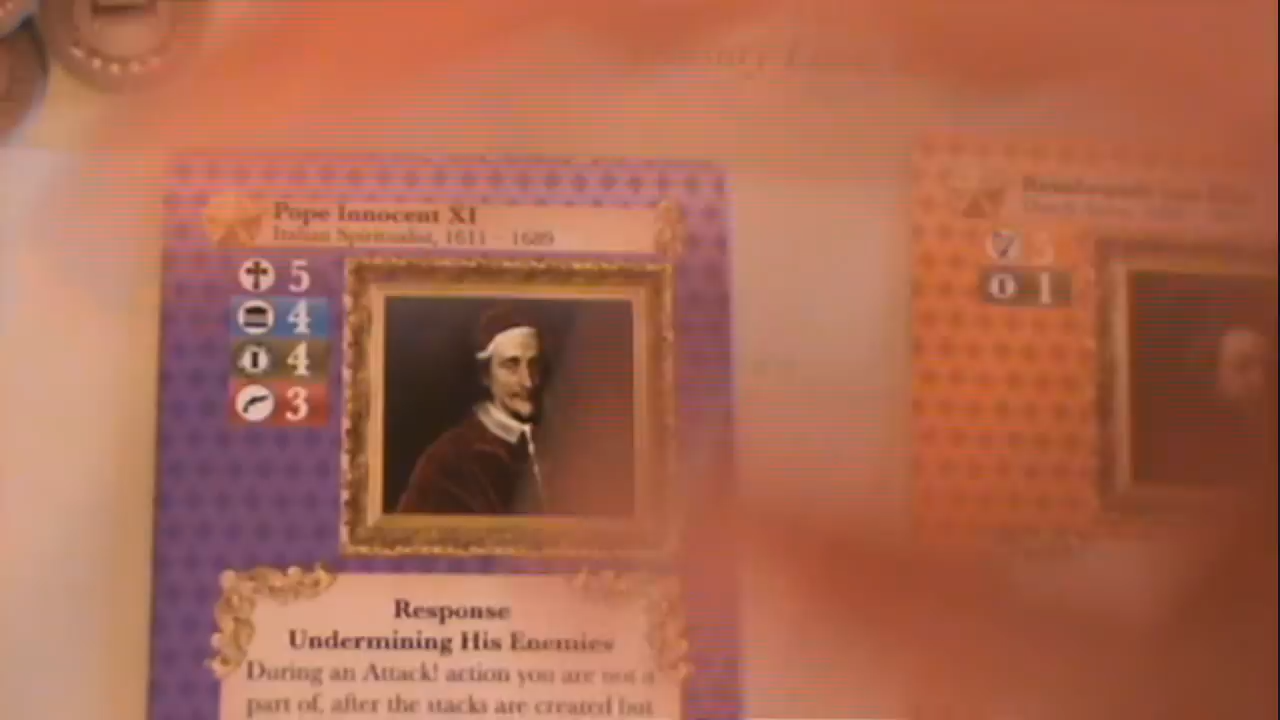 Pope Innocent XI
Italian Spiritualist, 1611 - 1689
5
4
4
3
5
1
Response
Undermining His Enemies
During an Attack! action you are not a
part of, after the stacks are created but